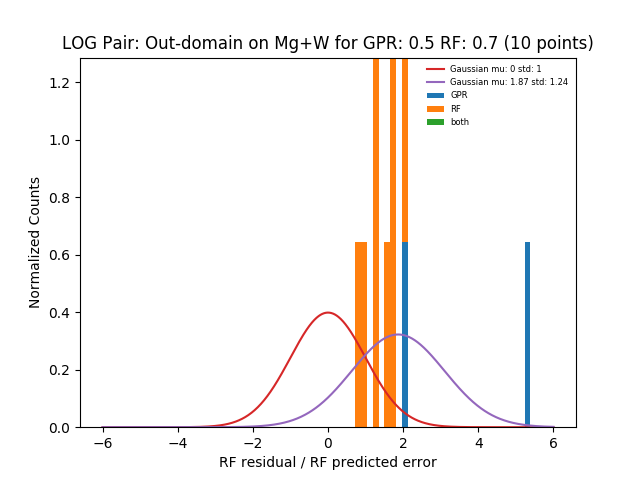 LOG Pair: Out-domain on Mg+W for GPR: 0.5 RF: 0.7 (10 points)
Gaussian mu: 0 std: 1
Gaussian mu: 1.87 std: 1.24
GPR
RF
both
Normalized Counts
1.2
1.0
0.8
0.6
0.4
0.2
0.0
−6 −4 −2 0 2 4 6
RF residual / RF predicted error